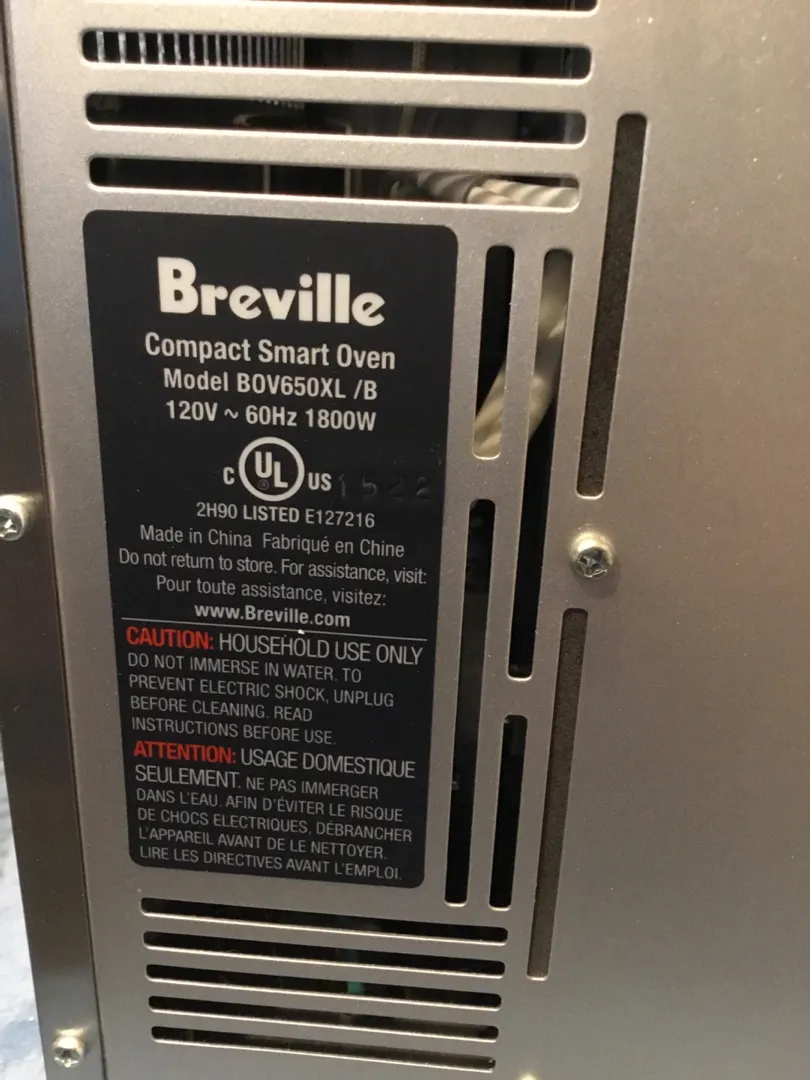 Breville
Compact Smart Oven
Model BOV650XL /B
120V ~ 60Hz 1800W
C UL ® US 1522
2H90 LISTED E127216
Made in China Fabriqué en Chine
Do not return to store. For assistance, visit:
Pour toute assistance, visitez:
www.Breville.com
CAUTION: HOUSEHOLD USE ONLY
DO NOT IMMERSE IN WATER. TO
PREVENT ELECTRIC SHOCK, UNPLUG
BEFORE CLEANING. READ
INSTRUCTIONS BEFORE USE.
ATTENTION: USAGE DOMESTIQUE
SEULEMENT. NE PAS IMMERGER
DANS L'EAU. AFIN D'ÉVITER LE RISQUE
DE CHOCS ELECTRIQUES, DÉBRANCHER
L'APPAREIL AVANT DE LE NETTOYER.
LIRE LES DIRECTIVES AVANT L'EMPLOI.